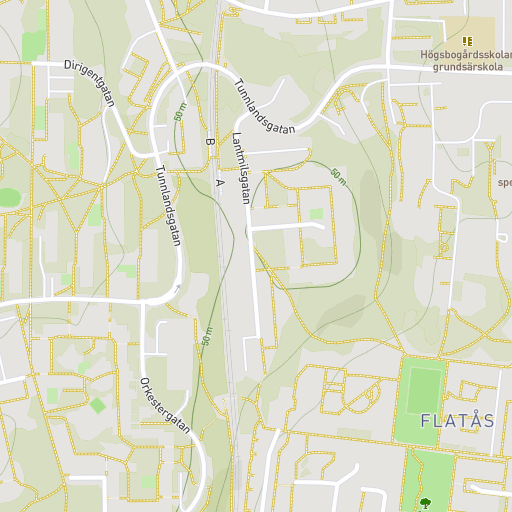 Högsbogårdsskolan
grundsärskola
Dirigentgatan
Tunnlandsgatan
50 m
B
A
Lantmilsgatan
50 m
Tunnlandsgatan
spe
50 m
Orkestergatan
FLATÅS